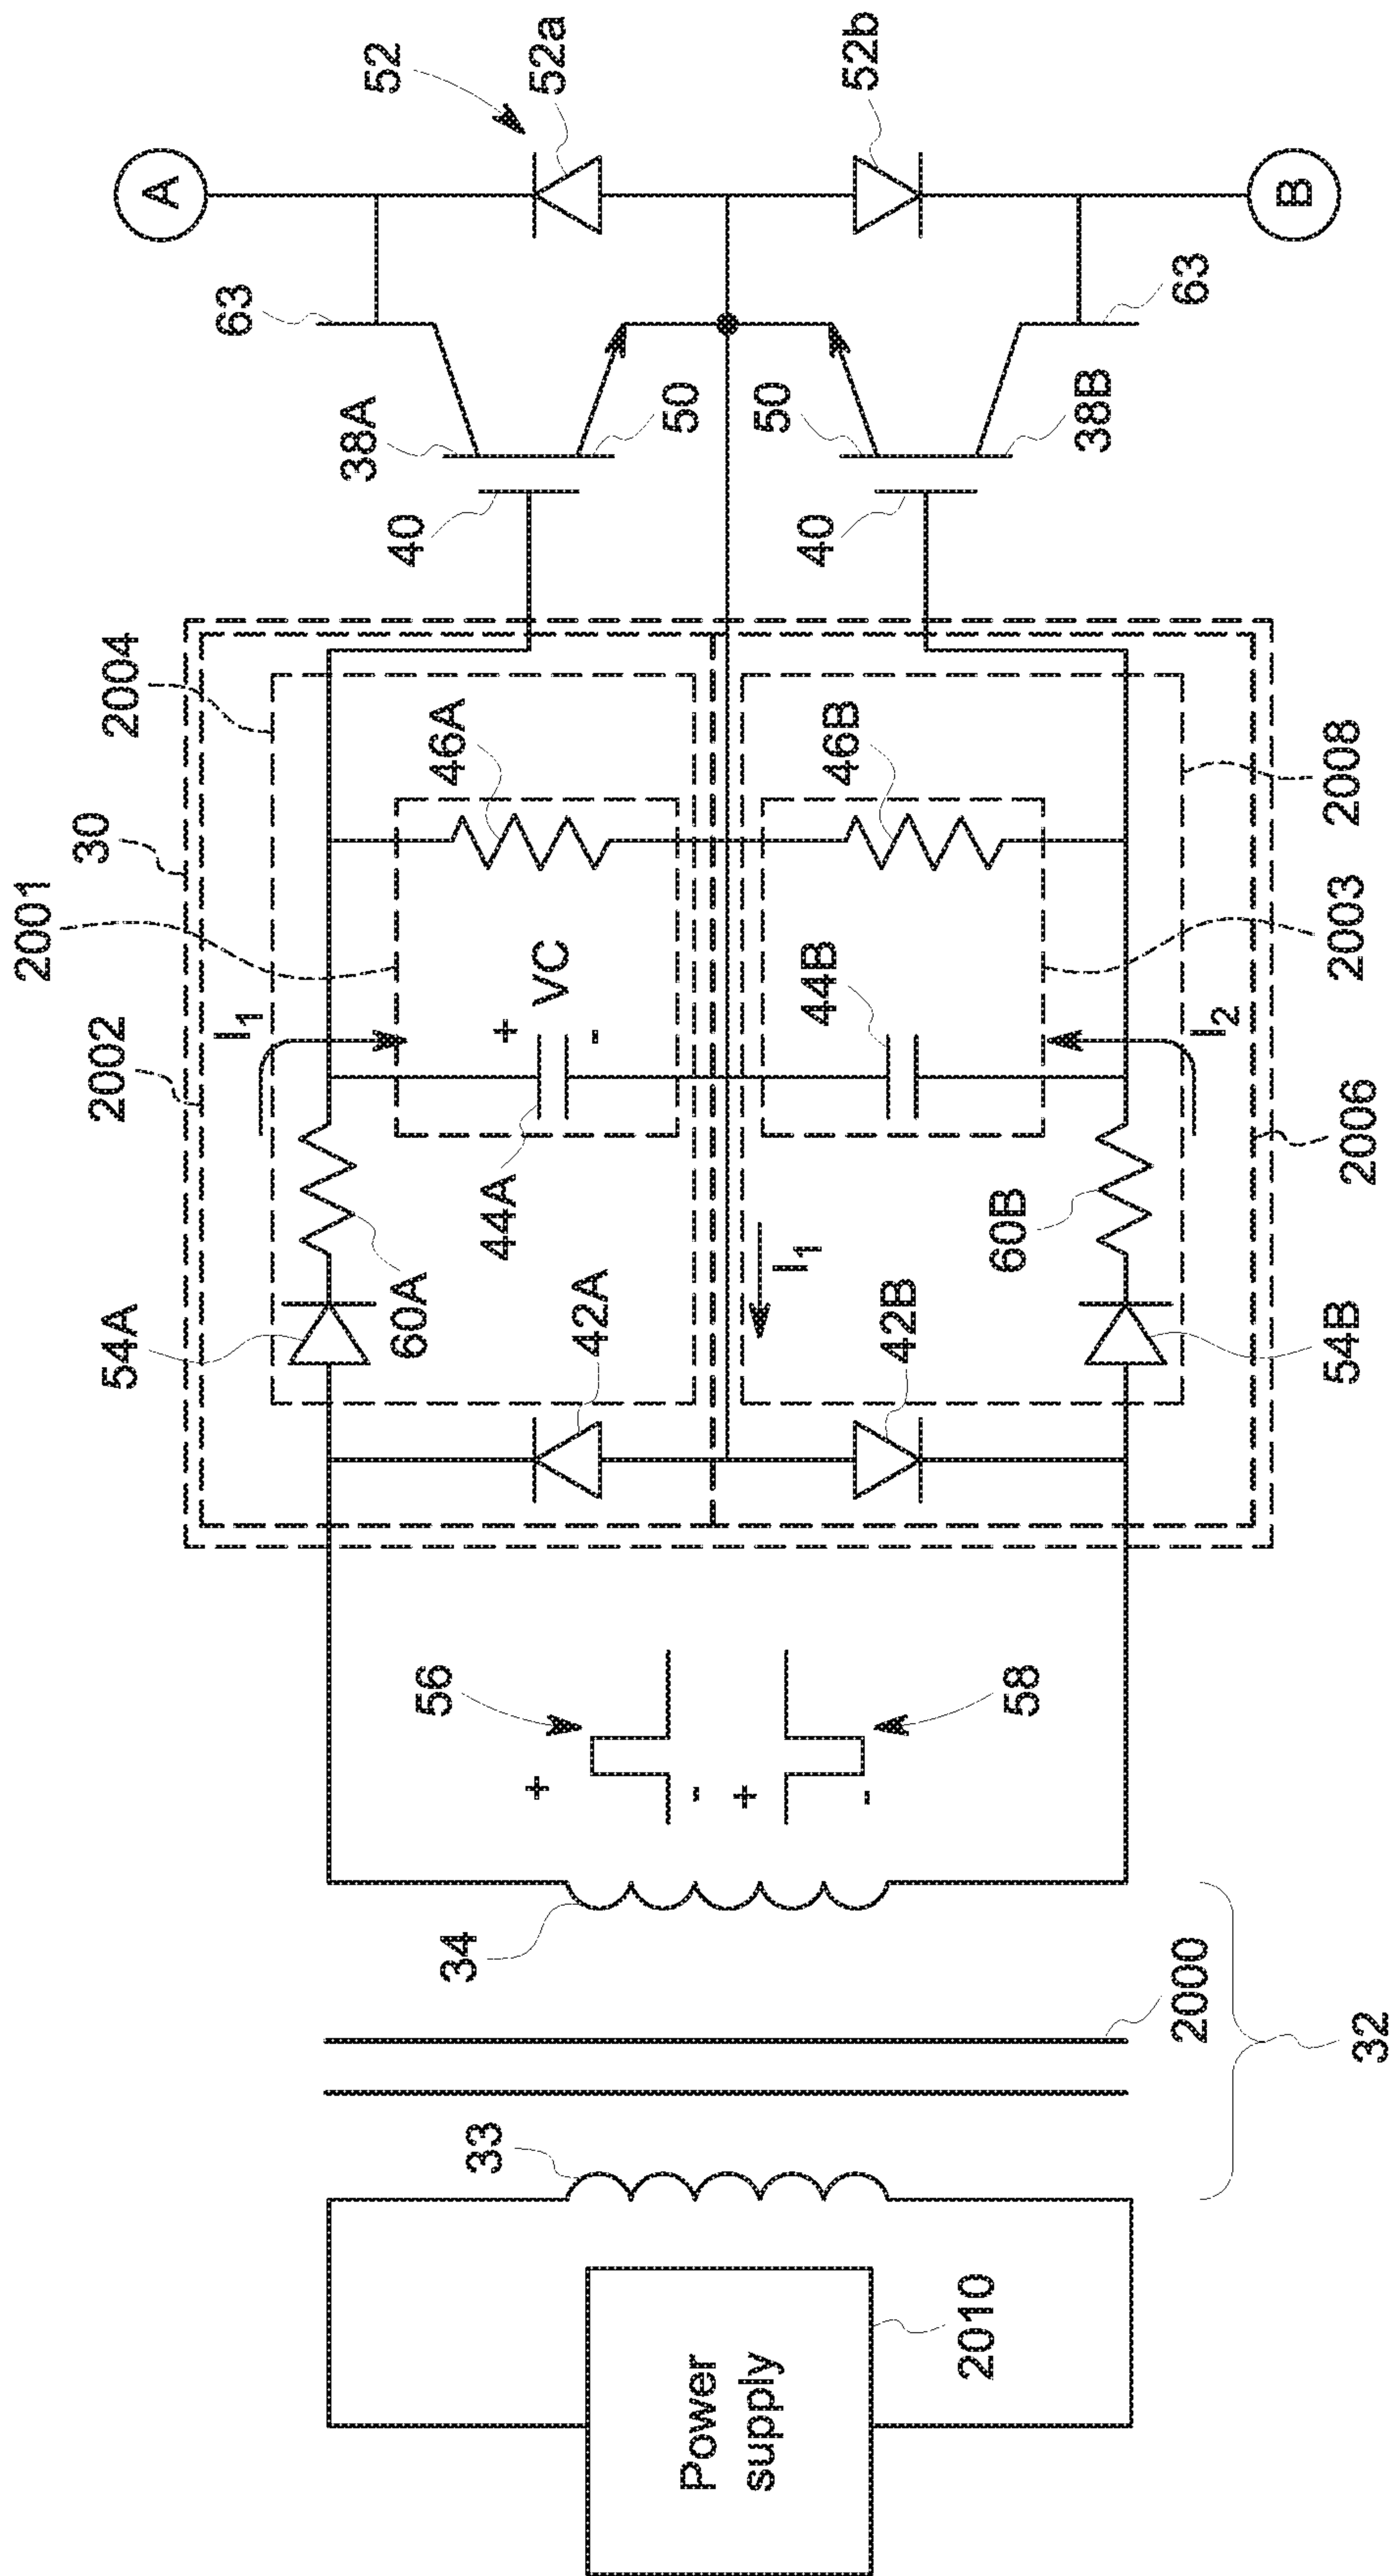 Power
supply
2010
33
32
2000
34
56
58
+
-
+
-
54A
60A
42A
42B
54B
60B
I1
I1
I2
2002
2001
30
2004
44A
+
VC
-
44B
46A
46B
2006
2003
2008
40
38A
50
63
40
50
38B
63
52
52a
52b
A
B